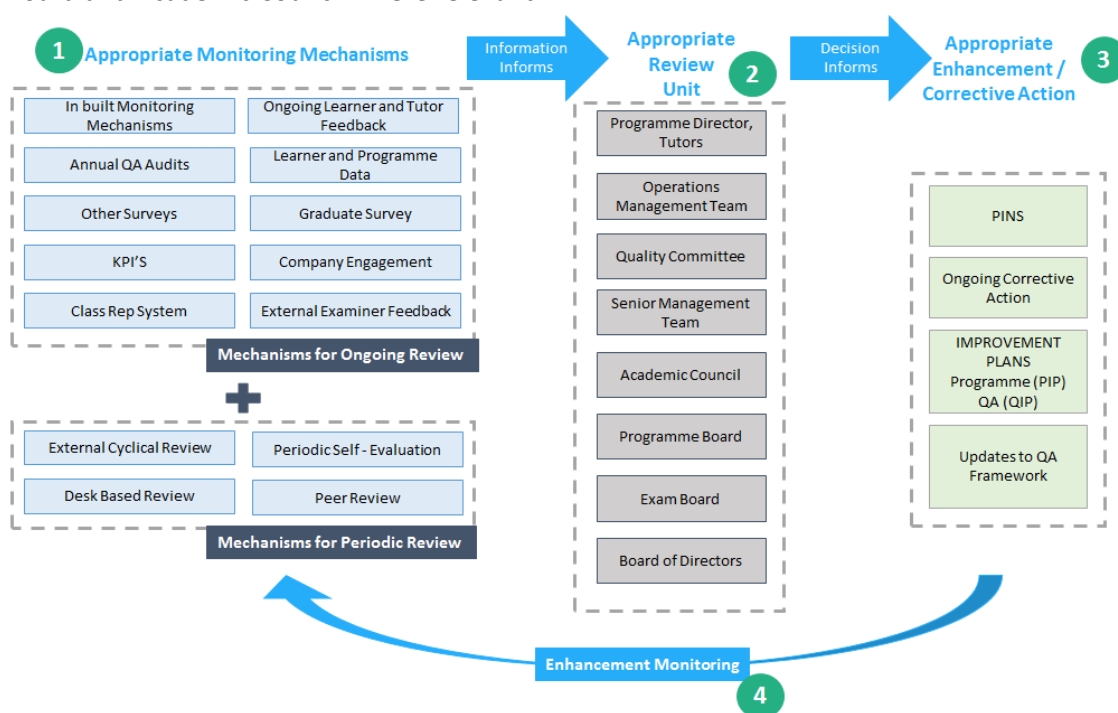 1
Appropriate Monitoring Mechanisms
In built Monitoring
Mechanisms
Ongoing Learner and Tutor
Feedback
Annual QA Audits
Learner and Programme
Data
Other Surveys
Graduate Survey
KPI'S
Company Engagement
Class Rep System
External Examiner Feedback
Mechanisms for Ongoing Review
External Cyclical Review
Periodic Self - Evaluation
Desk Based Review
Peer Review
Mechanisms for Periodic Review
Information
Informs
Appropriate
Review
Unit
2
Programme Director,
Tutors
Operations
Management Team
Quality Committee
Senior Management
Team
Academic Council
Programme Board
Exam Board
Board of Directors
Decision
Informs
Appropriate
Enhancement /
Corrective Action
3
PINS
Ongoing Corrective
Action
IMPROVEMENT
PLANS
Programme (PIP)
QA (QIP)
Updates to QA
Framework
Enhancement Monitoring
4